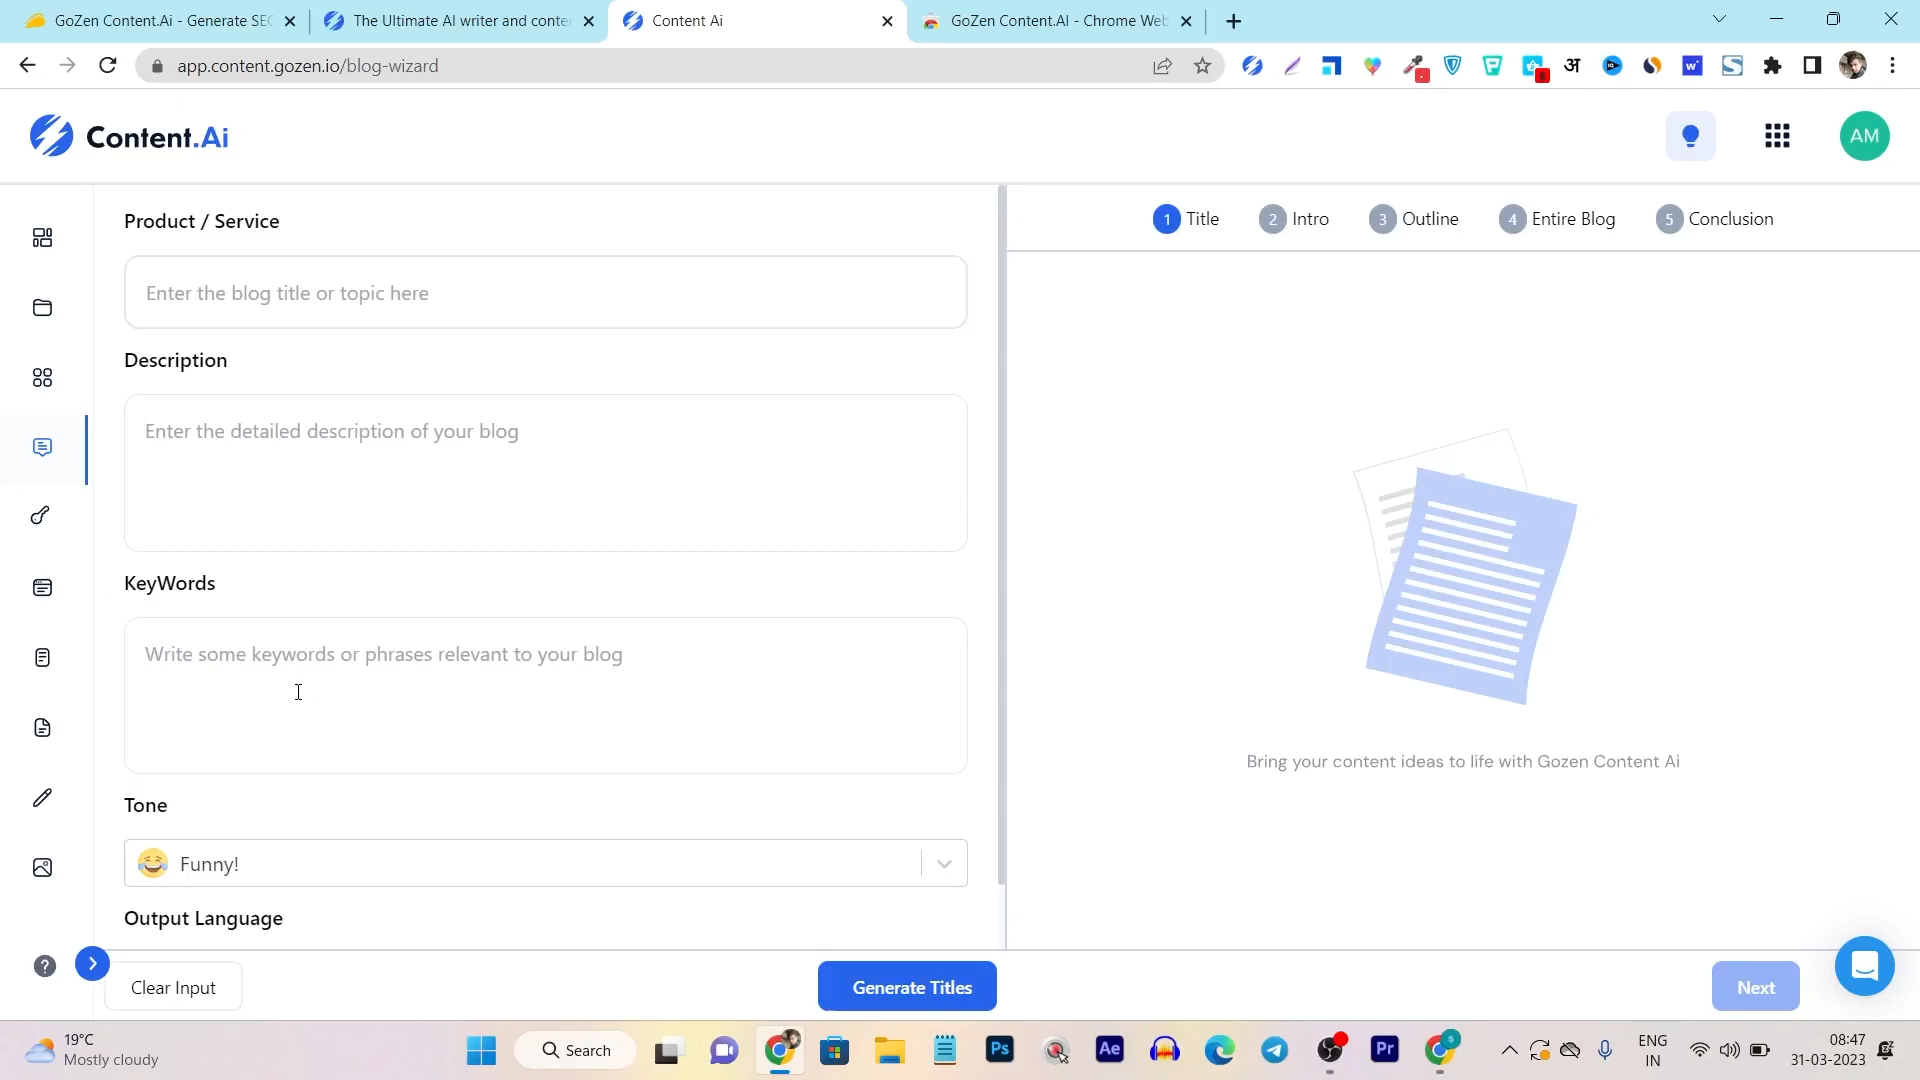 GoZen Content.Ai - Generate SEO
The Ultimate AI writer and conte
Content Ai
GoZen Content.AI - Chrome Web
app.content.gozen.io/blog-wizard
Content.Ai
AM
Product / Service
Enter the blog title or topic here
Description
Enter the detailed description of your blog
KeyWords
Write some keywords or phrases relevant to your blog
Tone
Funny!
Output Language
Clear Input
Generate Titles
1 Title
2 Intro
3 Outline
4 Entire Blog
5 Conclusion
Bring your content ideas to life with Gozen Content Ai
Next
19°C
Mostly cloudy
Search
Ps
Ae
Pr
ENG
IN
08:47
31-03-2023